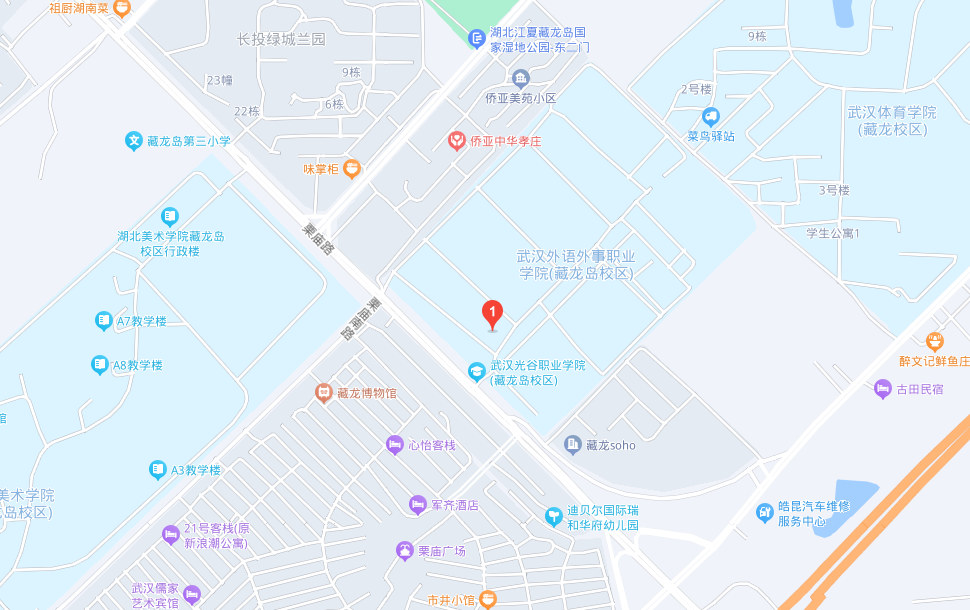 祖厨湖南菜
长投绿城兰园
湖北江夏藏龙岛国
家湿地公园-东二门
9栋
9栋
23幢
22栋
6栋
侨亚美苑小区
2号楼
菜鸟驿站
武汉体育学院
(藏龙校区)
藏龙岛第三小学
侨亚中华孝庄
味掌柜
3号楼
学生公寓1
湖北美术学院藏龙岛
校区行政楼
栗庙路
武汉外语外事职业
学院(藏龙岛校区)
栗庙南路
1
A7教学楼
A8教学楼
武汉光谷职业学院
(藏龙岛校区)
醉文记鲜鱼庄
古田民宿
藏龙博物馆
馆
心怡客栈
藏龙soho
A3教学楼
美术学院
岛校区)
军齐酒店
迪贝尔国际瑞
和华府幼儿园
皓昆汽车维修
服务中心
21号客栈(原
新浪潮公寓)
栗庙广场
武汉儒家
艺术宾馆
市井小馆